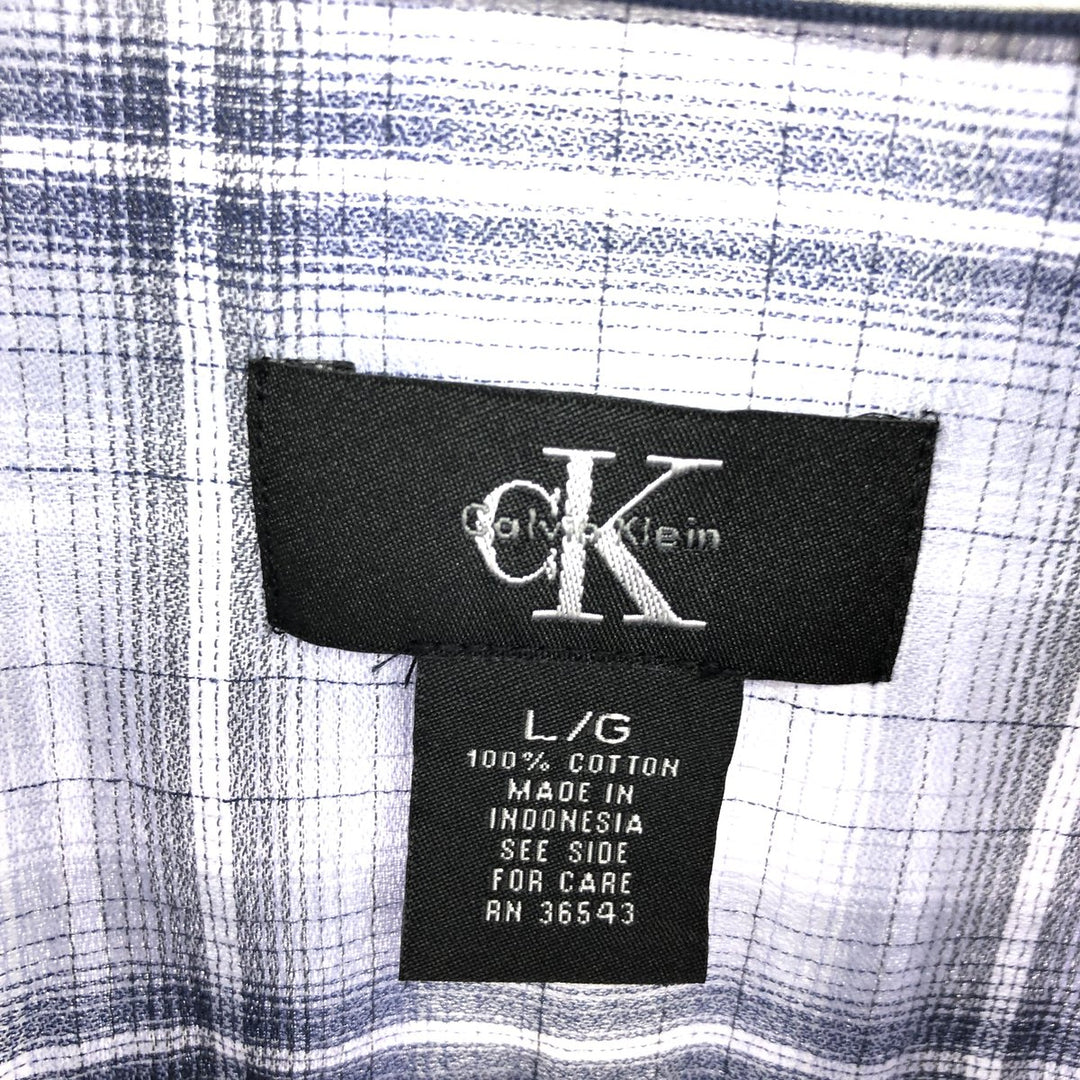 CK
Calvin Klein
L/G
100% COTTON
MADE IN
INDONESIA
SEE SIDE
FOR CARE
RN 36543